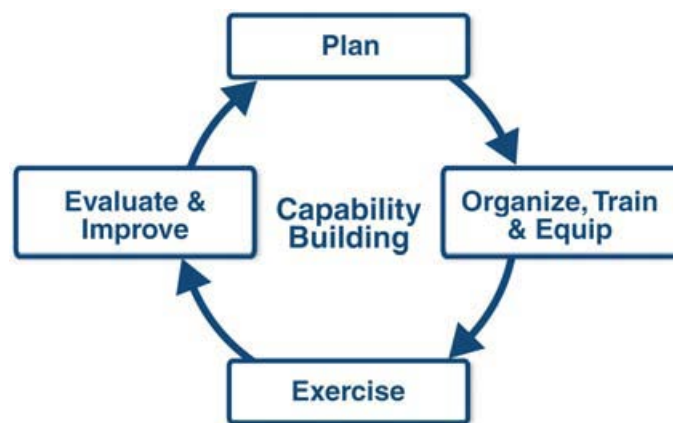 Plan
Evaluate &
Improve
Capability
Building
Organize, Train
& Equip
Exercise